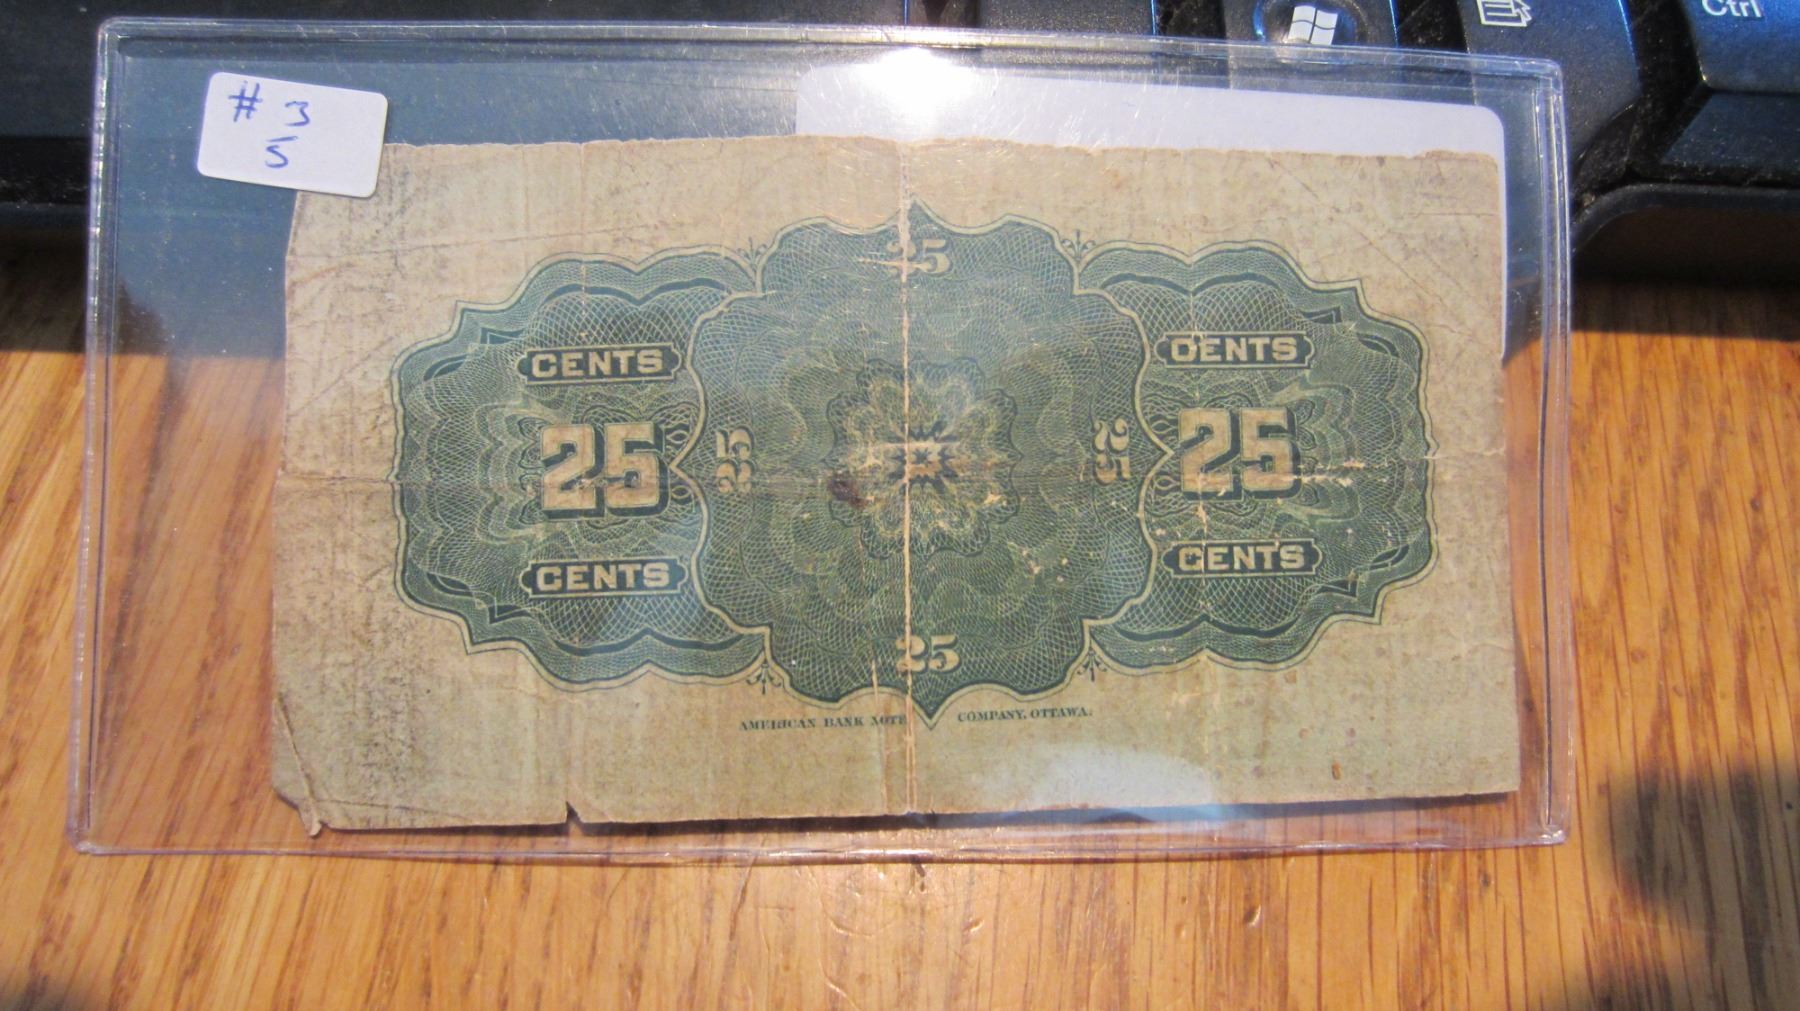 Ctrl
# 3
5
25
CENTS
CENTS
25
25
25
25
CENTS
CENTS
25
AMERICAN BANK NOTE COMPANY, OTTAWA.